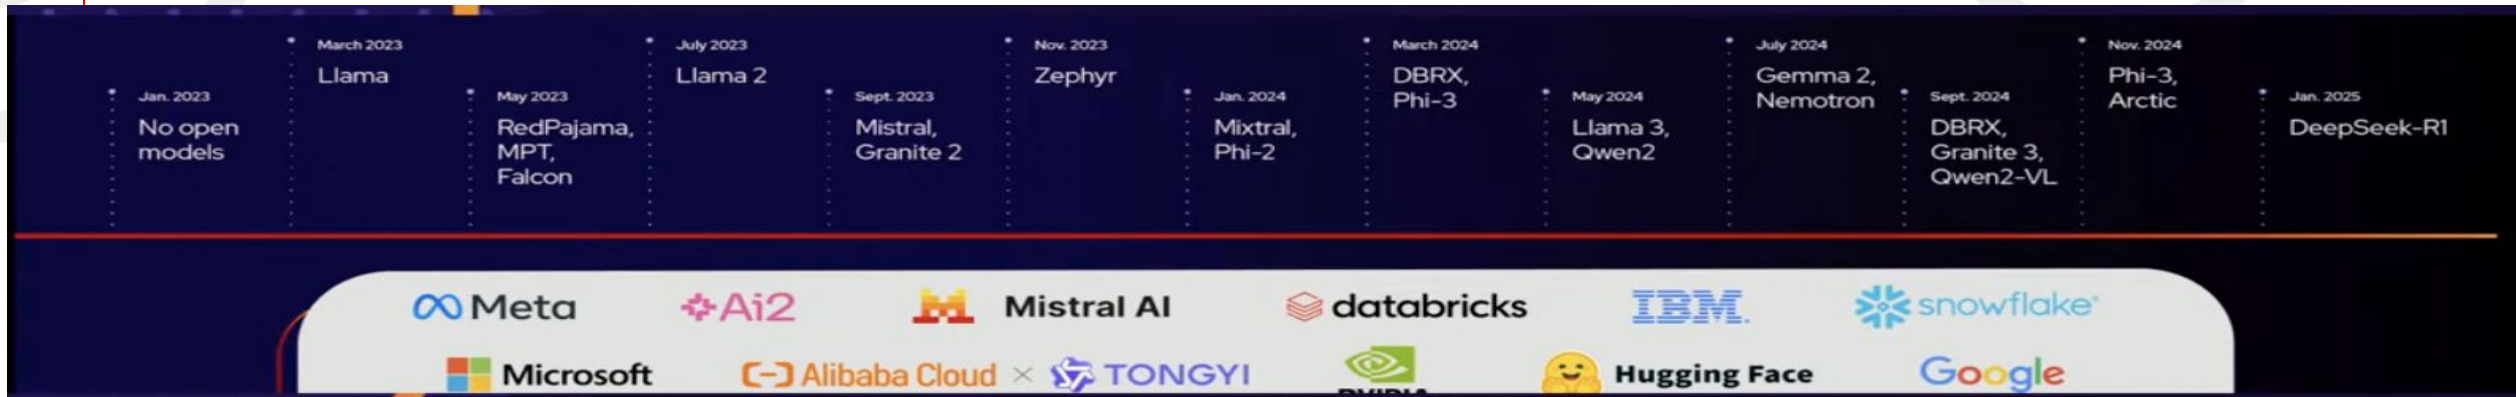 Jan. 2023
No open
models
March 2023
Llama
May 2023
RedPajama,
MPT,
Falcon
July 2023
Llama 2
Sept. 2023
Mistral,
Granite 2
Nov. 2023
Zephyr
Jan. 2024
Mixtral,
Phi-2
March 2024
DBRX,
Phi-3
May 2024
Llama 3,
Qwen2
July 2024
Gemma 2,
Nemotron
Sept. 2024
DBRX,
Granite 3,
Qwen2-VL
Nov. 2024
Phi-3,
Arctic
Jan. 2025
DeepSeek-R1
Meta Ai2 Mistral AI databricks IBM. snowflake
Microsoft Alibaba Cloud × TONGYI Hugging Face Google